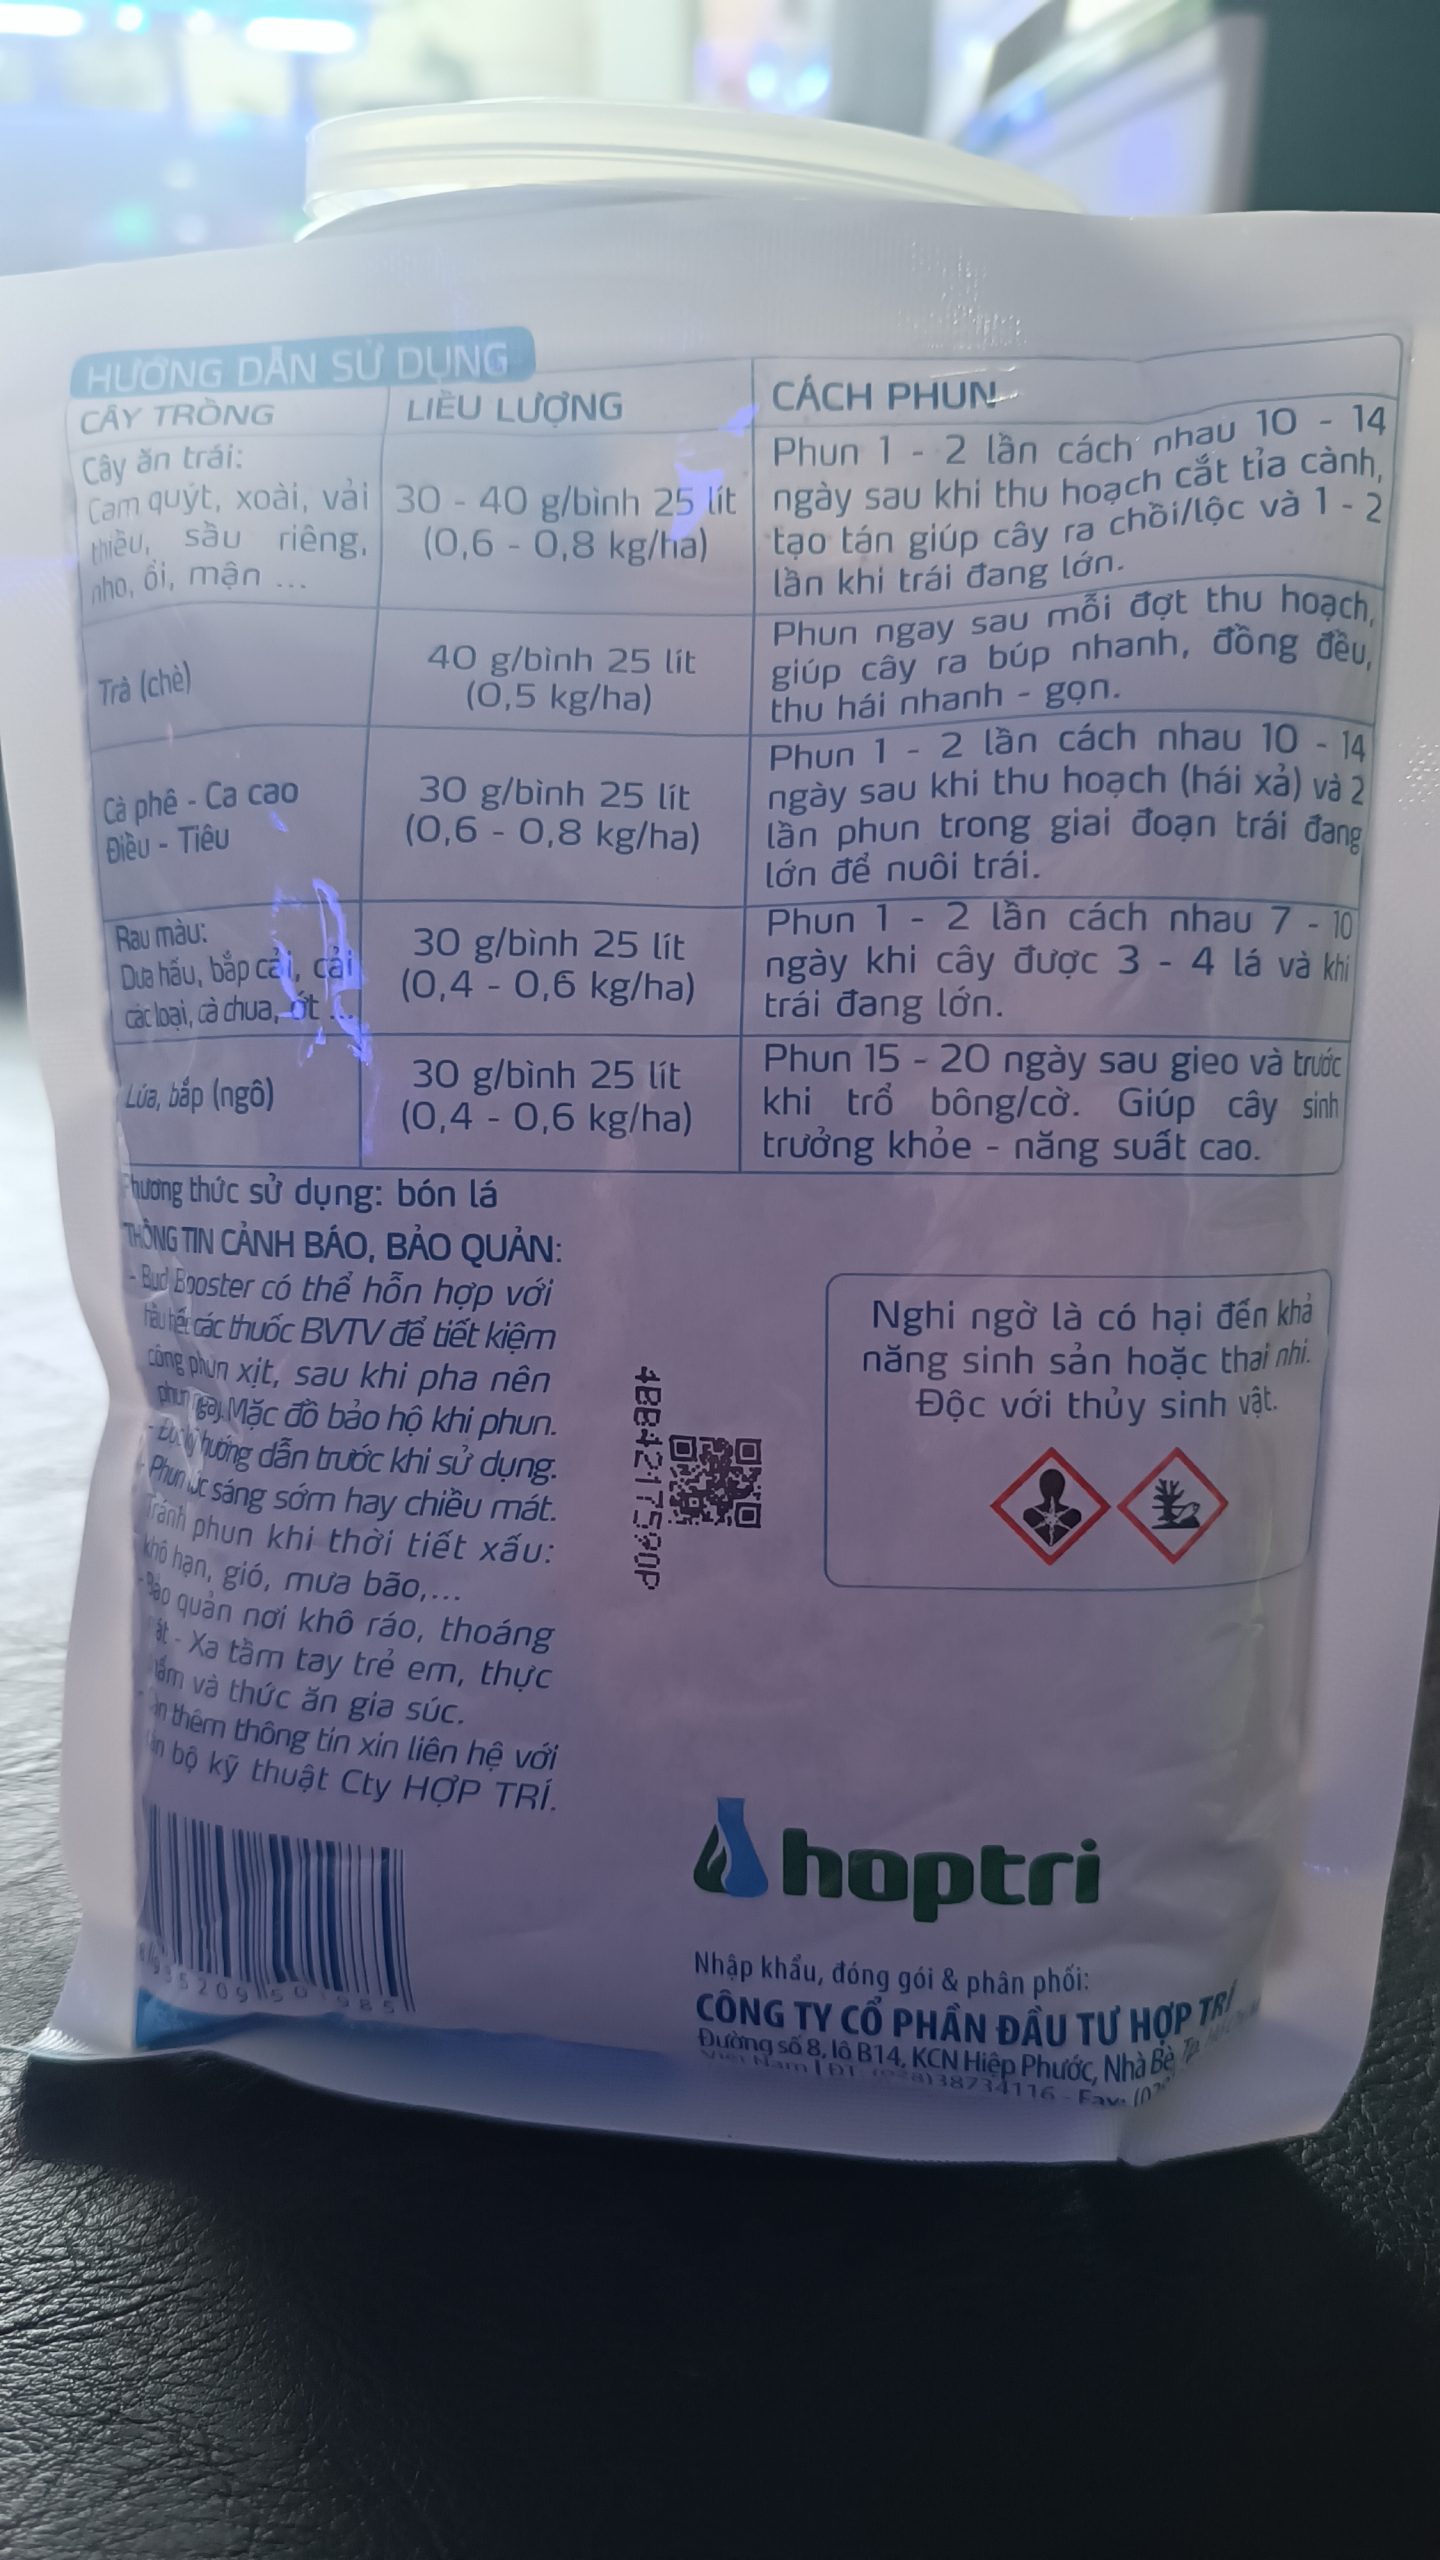 HƯỚNG DẪN SỬ DỤNG
CÂY TRỒNG
LIỀU LƯỢNG
CÁCH PHUN
Cây ăn trái:
Cam quýt, xoài, vải
thiều, sầu riêng,
nho, ổi, mận ...
30 - 40 g/bình 25 lít
(0,6 - 0,8 kg/ha)
Phun 1 - 2 lần cách nhau 10 - 14
ngày sau khi thu hoạch cắt tỉa cành,
tạo tán giúp cây ra chồi/lộc và 1 - 2
lần khi trái đang lớn.
Trà (chè)
40 g/bình 25 lít
(0,5 kg/ha)
Phun ngay sau mỗi đợt thu hoạch,
giúp cây ra búp nhanh, đồng đều,
thu hái nhanh - gọn.
Cà phê - Ca cao
Điều - Tiêu
30 g/bình 25 lít
(0,6 - 0,8 kg/ha)
Phun 1 - 2 lần cách nhau 10 - 14
ngày sau khi thu hoạch (hái xả) và 2
lần phun trong giai đoạn trái đang
lớn để nuôi trái.
Rau màu:
Dưa hấu, bắp cải, cải
các loại, cà chua, ớt ...
30 g/bình 25 lít
(0,4 - 0,6 kg/ha)
Phun 1 - 2 lần cách nhau 7 - 10
ngày khi cây được 3 - 4 lá và khi
trái đang lớn.
Lúa, bắp (ngô)
30 g/bình 25 lít
(0,4 - 0,6 kg/ha)
Phun 15 - 20 ngày sau gieo và trước
khi trổ bông/cờ. Giúp cây sinh
trưởng khỏe - năng suất cao.
Phương thức sử dụng: bón lá
THÔNG TIN CẢNH BÁO, BẢO QUẢN:
- Bud Booster có thể hỗn hợp với
hầu hết các thuốc BVTV để tiết kiệm
công phun xịt, sau khi pha nên
phun ngay. Mặc đồ bảo hộ khi phun.
- Đọc kỹ hướng dẫn trước khi sử dụng.
- Phun lúc sáng sớm hay chiều mát.
Tránh phun khi thời tiết xấu:
khô hạn, gió, mưa bão,...
- Bảo quản nơi khô ráo, thoáng
mát - Xa tầm tay trẻ em, thực
phẩm và thức ăn gia súc.
- Cần thêm thông tin xin liên hệ với
cán bộ kỹ thuật Cty HỢP TRÍ.
4BB4217590P
Nghi ngờ là có hại đến khả
năng sinh sản hoặc thai nhi.
Độc với thủy sinh vật.
hoptri
Nhập khẩu, đóng gói & phân phối:
CÔNG TY CỔ PHẦN ĐẦU TƯ HỢP TRÍ
Đường số 8, lô B14, KCN Hiệp Phước, Nhà Bè, Tp.
Việt Nam | ĐT: (028)38734116 - Fax: (02